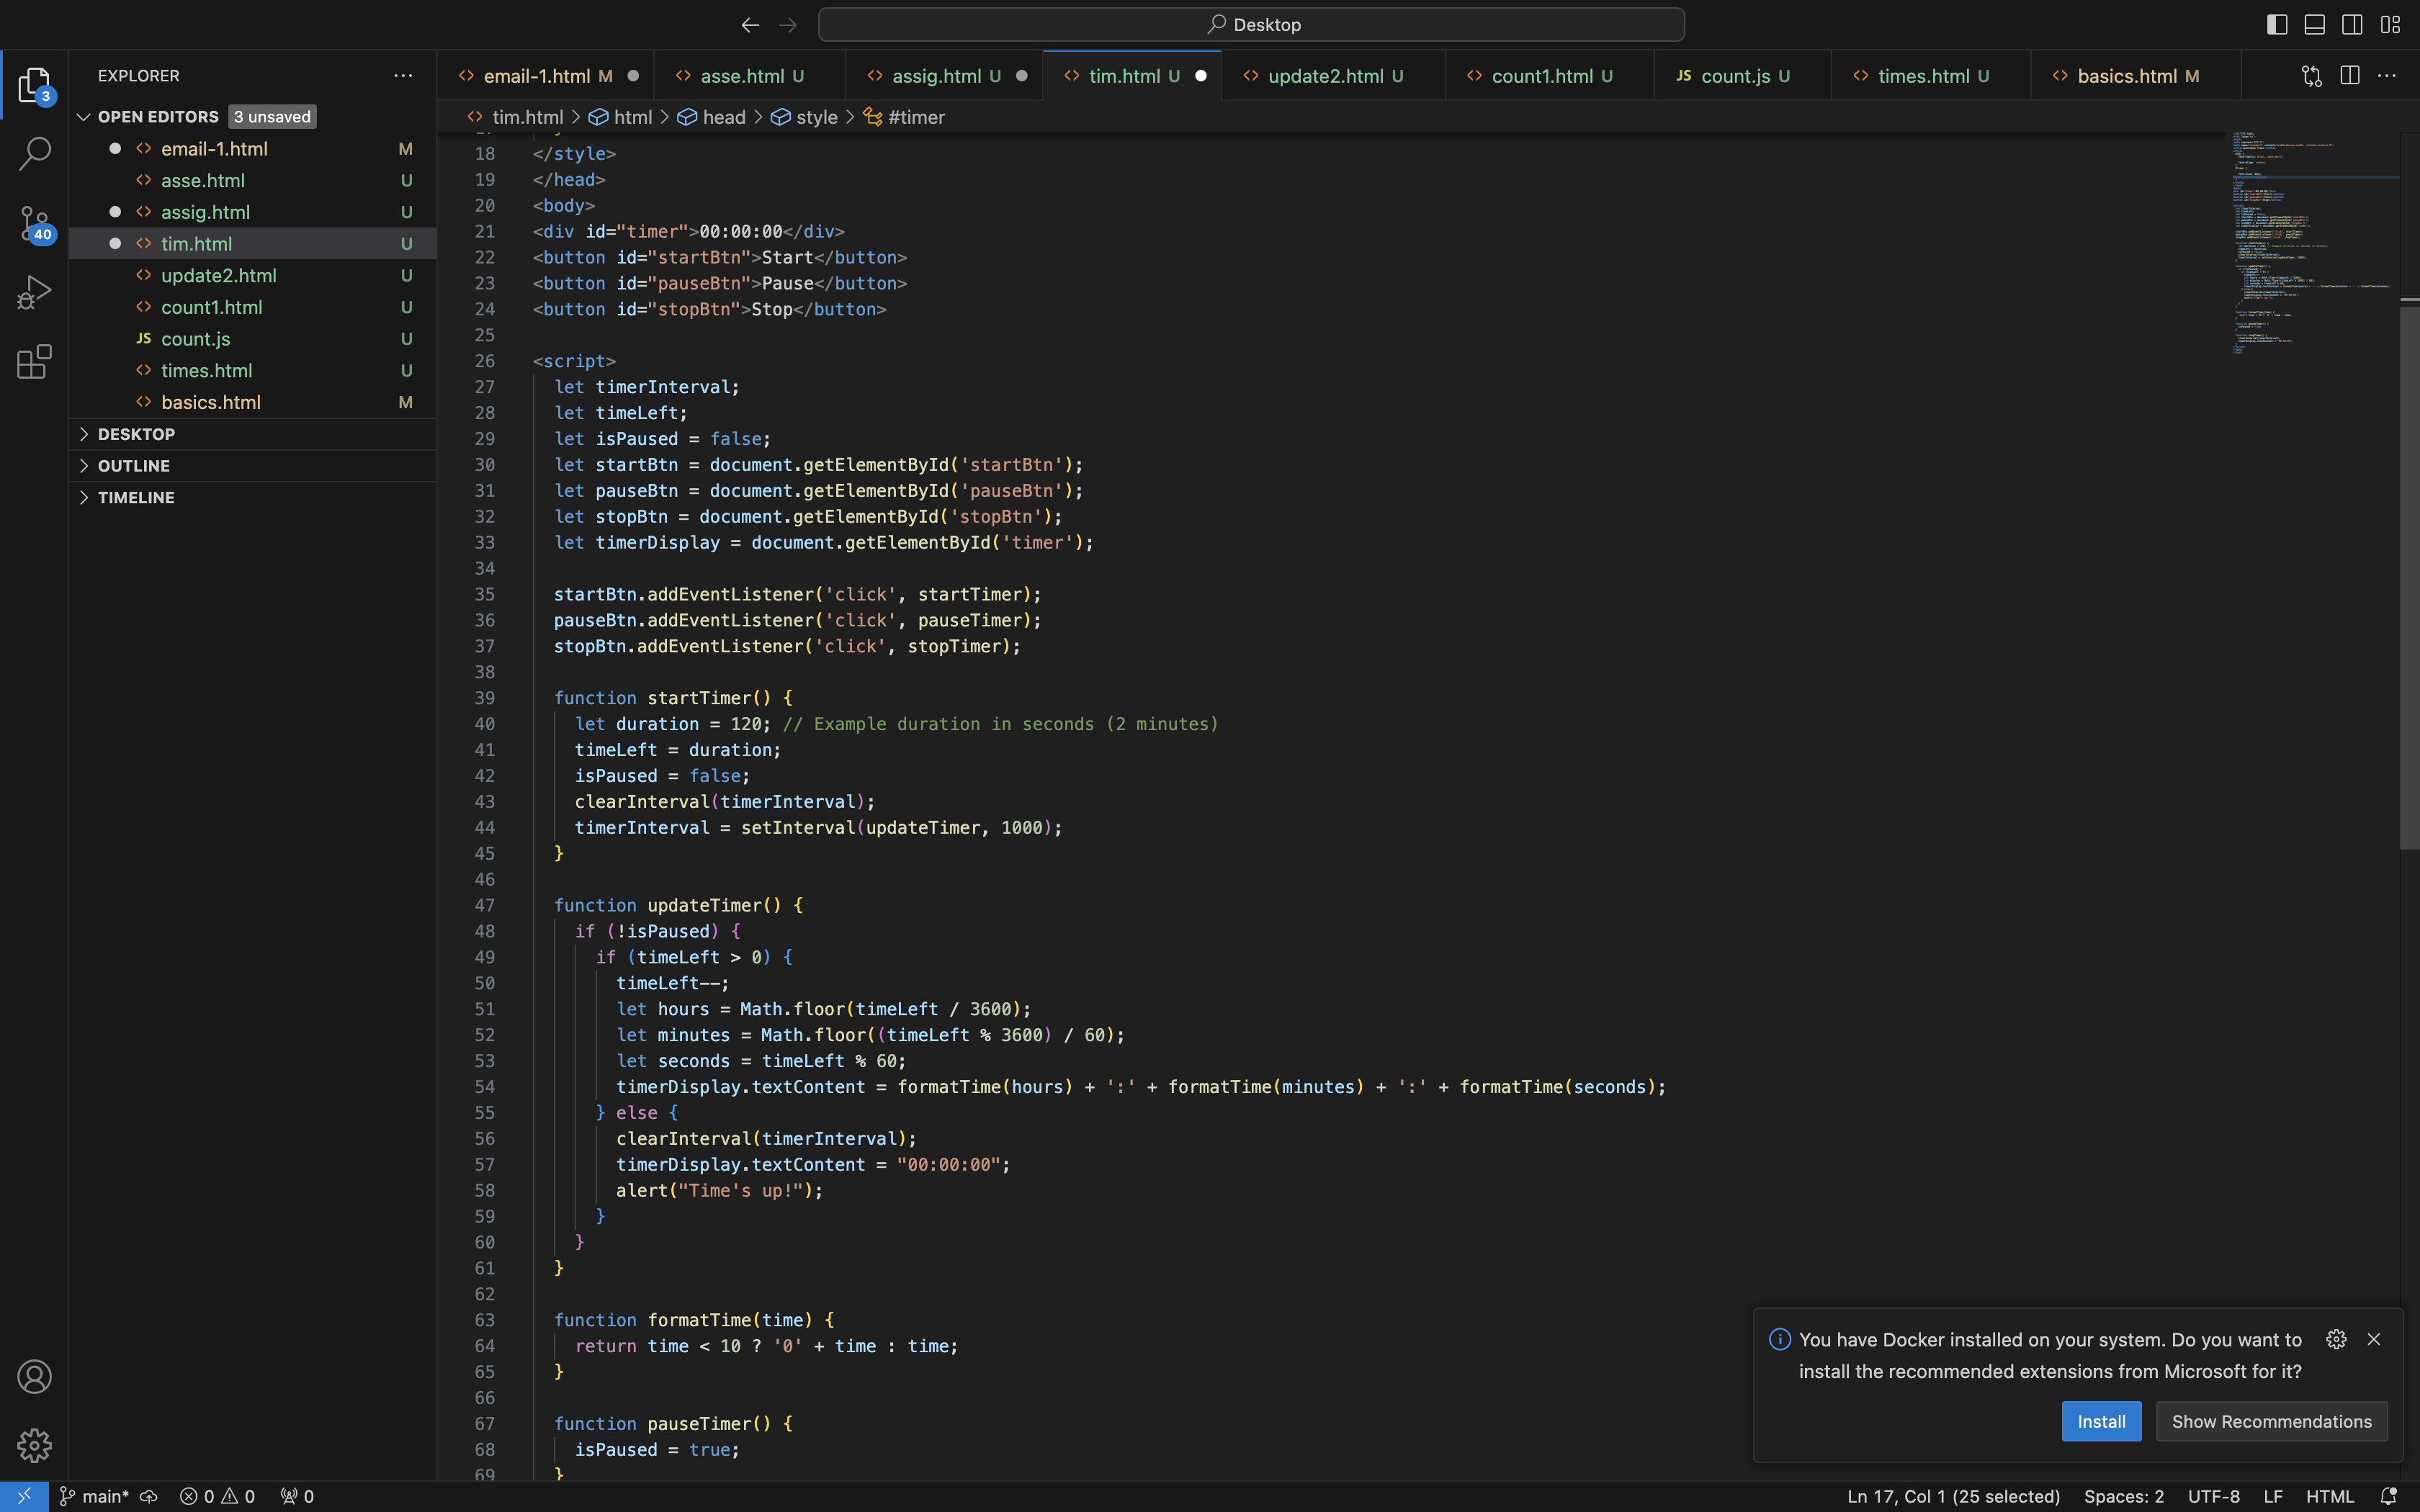 Desktop
EXPLORER
email-1.html M
asse.html U
assig.html U
tim.html U
update2.html U
count1.html U
JS count.js U
times.html U
basics.html M
3
OPEN EDITORS 3 unsaved
tim.html > html > head > style > #timer
email-1.html M
asse.html U
assig.html U
tim.html U
update2.html U
count1.html U
JS count.js U
times.html U
basics.html M
40
DESKTOP
OUTLINE
TIMELINE
18 </style>
19 </head>
20 <body>
21 <div id="timer">00:00:00</div>
22 <button id="startBtn">Start</button>
23 <button id="pauseBtn">Pause</button>
24 <button id="stopBtn">Stop</button>
25
26 <script>
27 let timerInterval;
28 let timeLeft;
29 let isPaused = false;
30 let startBtn = document.getElementById('startBtn');
31 let pauseBtn = document.getElementById('pauseBtn');
32 let stopBtn = document.getElementById('stopBtn');
33 let timerDisplay = document.getElementById('timer');
34
35 startBtn.addEventListener('click', startTimer);
36 pauseBtn.addEventListener('click', pauseTimer);
37 stopBtn.addEventListener('click', stopTimer);
38
39 function startTimer() {
40 let duration = 120; // Example duration in seconds (2 minutes)
41 timeLeft = duration;
42 isPaused = false;
43 clearInterval(timerInterval);
44 timerInterval = setInterval(updateTimer, 1000);
45 }
46
47 function updateTimer() {
48 if (!isPaused) {
49 if (timeLeft > 0) {
50 timeLeft--;
51 let hours = Math.floor(timeLeft / 3600);
52 let minutes = Math.floor((timeLeft % 3600) / 60);
53 let seconds = timeLeft % 60;
54 timerDisplay.textContent = formatTime(hours) + ':' + formatTime(minutes) + ':' + formatTime(seconds);
55 } else {
56 clearInterval(timerInterval);
57 timerDisplay.textContent = "00:00:00";
58 alert("Time's up!");
59 }
60 }
61 }
62
63 function formatTime(time) {
64 return time < 10 ? '0' + time : time;
65 }
66
67 function pauseTimer() {
68 isPaused = true;
69 }
You have Docker installed on your system. Do you want to
install the recommended extensions from Microsoft for it?
Install
Show Recommendations
main*
0
0
0
Ln 17, Col 1 (25 selected)
Spaces: 2
UTF-8
LF
HTML